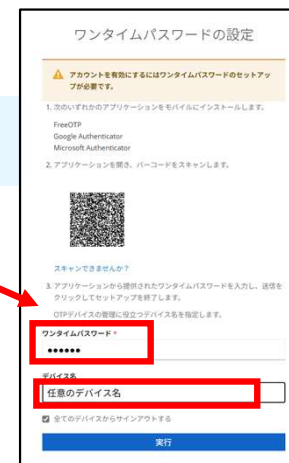 ワンタイムパスワードの設定
アカウントを有効にするにはワンタイムパスワードのセットアッ
プが必要です。
1. 次のいずれかのアプリケーションをモバイルにインストールします。
FreeOTP
Google Authenticator
Microsoft Authenticator
2. アプリケーションを開き、バーコードをスキャンします。
スキャンできませんか？
3. アプリケーションから提供されたワンタイムパスワードを入力し、送信を
クリックしてセットアップを終了します。
OTPデバイスの管理に役立つデバイス名を指定します。
ワンタイムパスワード *
●●●●●●
デバイス名
任意のデバイス名
全てのデバイスからサインアウトする
実行